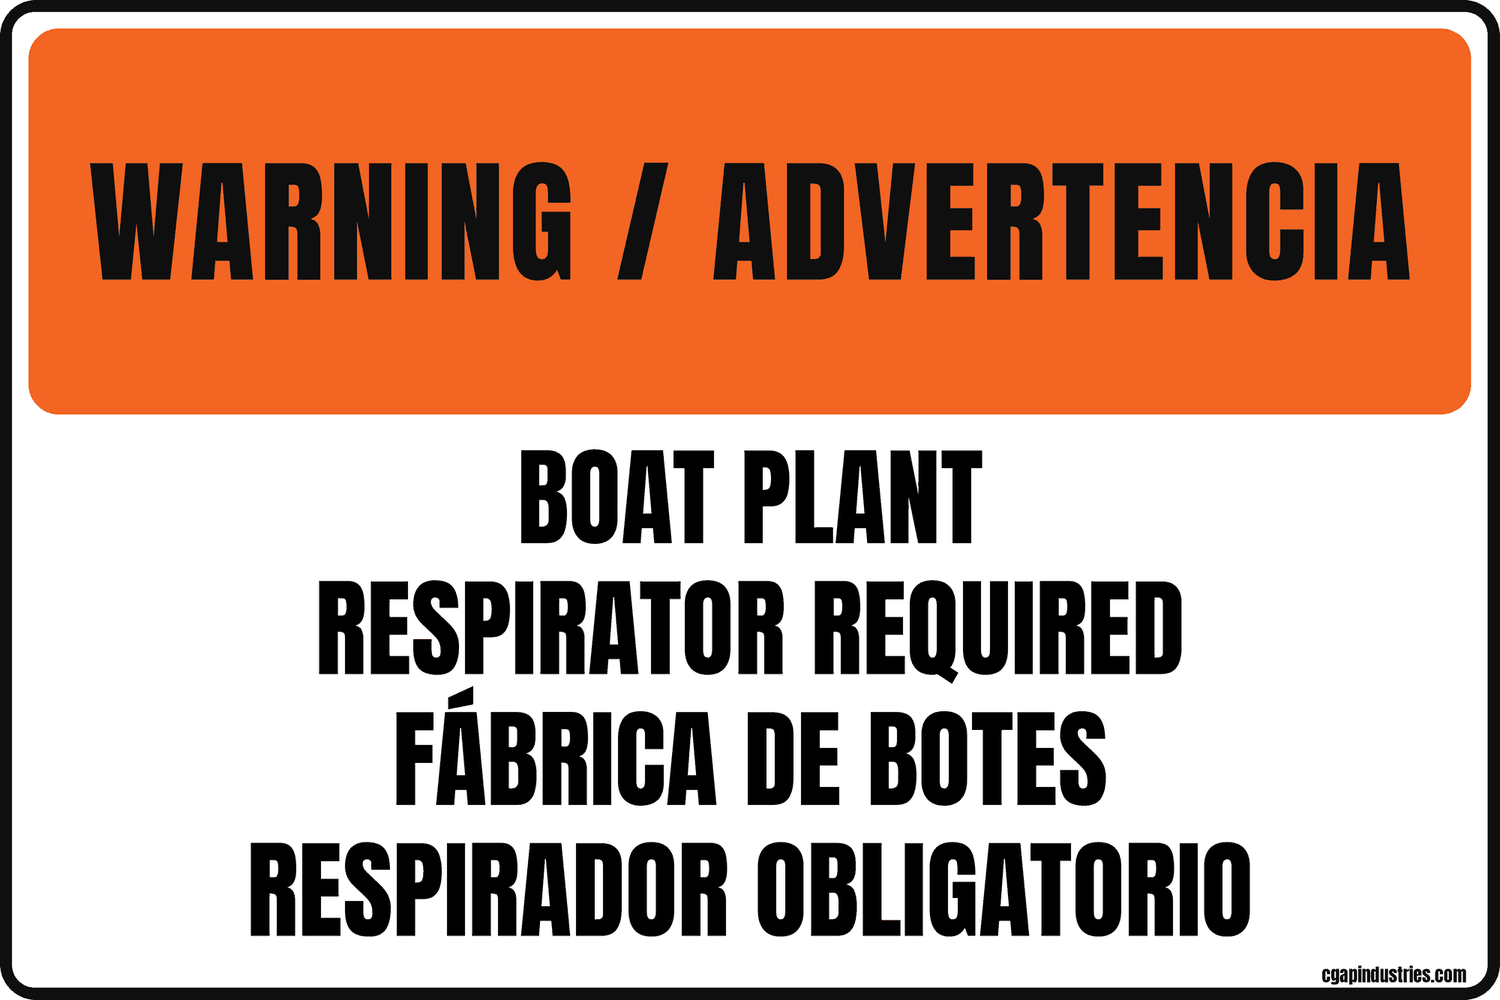 WARNING / ADVERTENCIA
BOAT PLANT
RESPIRATOR REQUIRED
FÁBRICA DE BOTES
RESPIRADOR OBLIGATORIO
cgapindustries.com